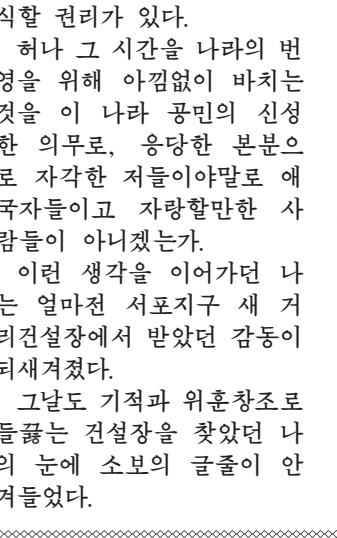 식할 권리가 있다.
허나 그 시간을 나라의 번
영을 위해 아낌없이 바치는
것을 이 나라 공민의 신성
한 의무로, 응당한 본분으
로 자각한 저들이야말로 애
국자들이고 자랑할만한 사
람들이 아니겠는가.
이런 생각을 이어가던 나
는 얼마전 서포지구 새 거
리건설장에서 받았던 감동이
되새겨졌다.
그날도 기적과 위훈창조로
들끓는 건설장을 찾았던 나
의 눈에 소보의 글줄이 안
겨들었다.